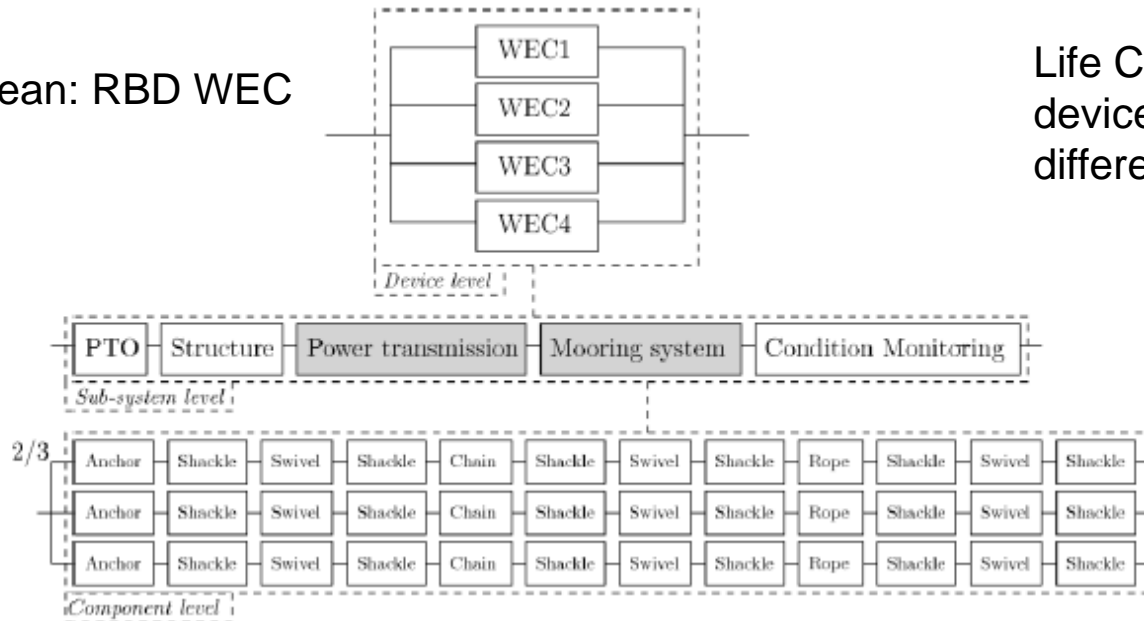 ean: RBD WEC
Life C
device
differe
WEC1
WEC2
WEC3
WEC4
Device level
PTO Structure Power transmission Mooring system Condition Monitoring
Sub-system level
2/3
Anchor Shackle Swivel Shackle Chain Shackle Swivel Shackle Rope Shackle Swivel Shackle
Anchor Shackle Swivel Shackle Chain Shackle Swivel Shackle Rope Shackle Swivel Shackle
Anchor Shackle Swivel Shackle Chain Shackle Swivel Shackle Rope Shackle Swivel Shackle
Component level